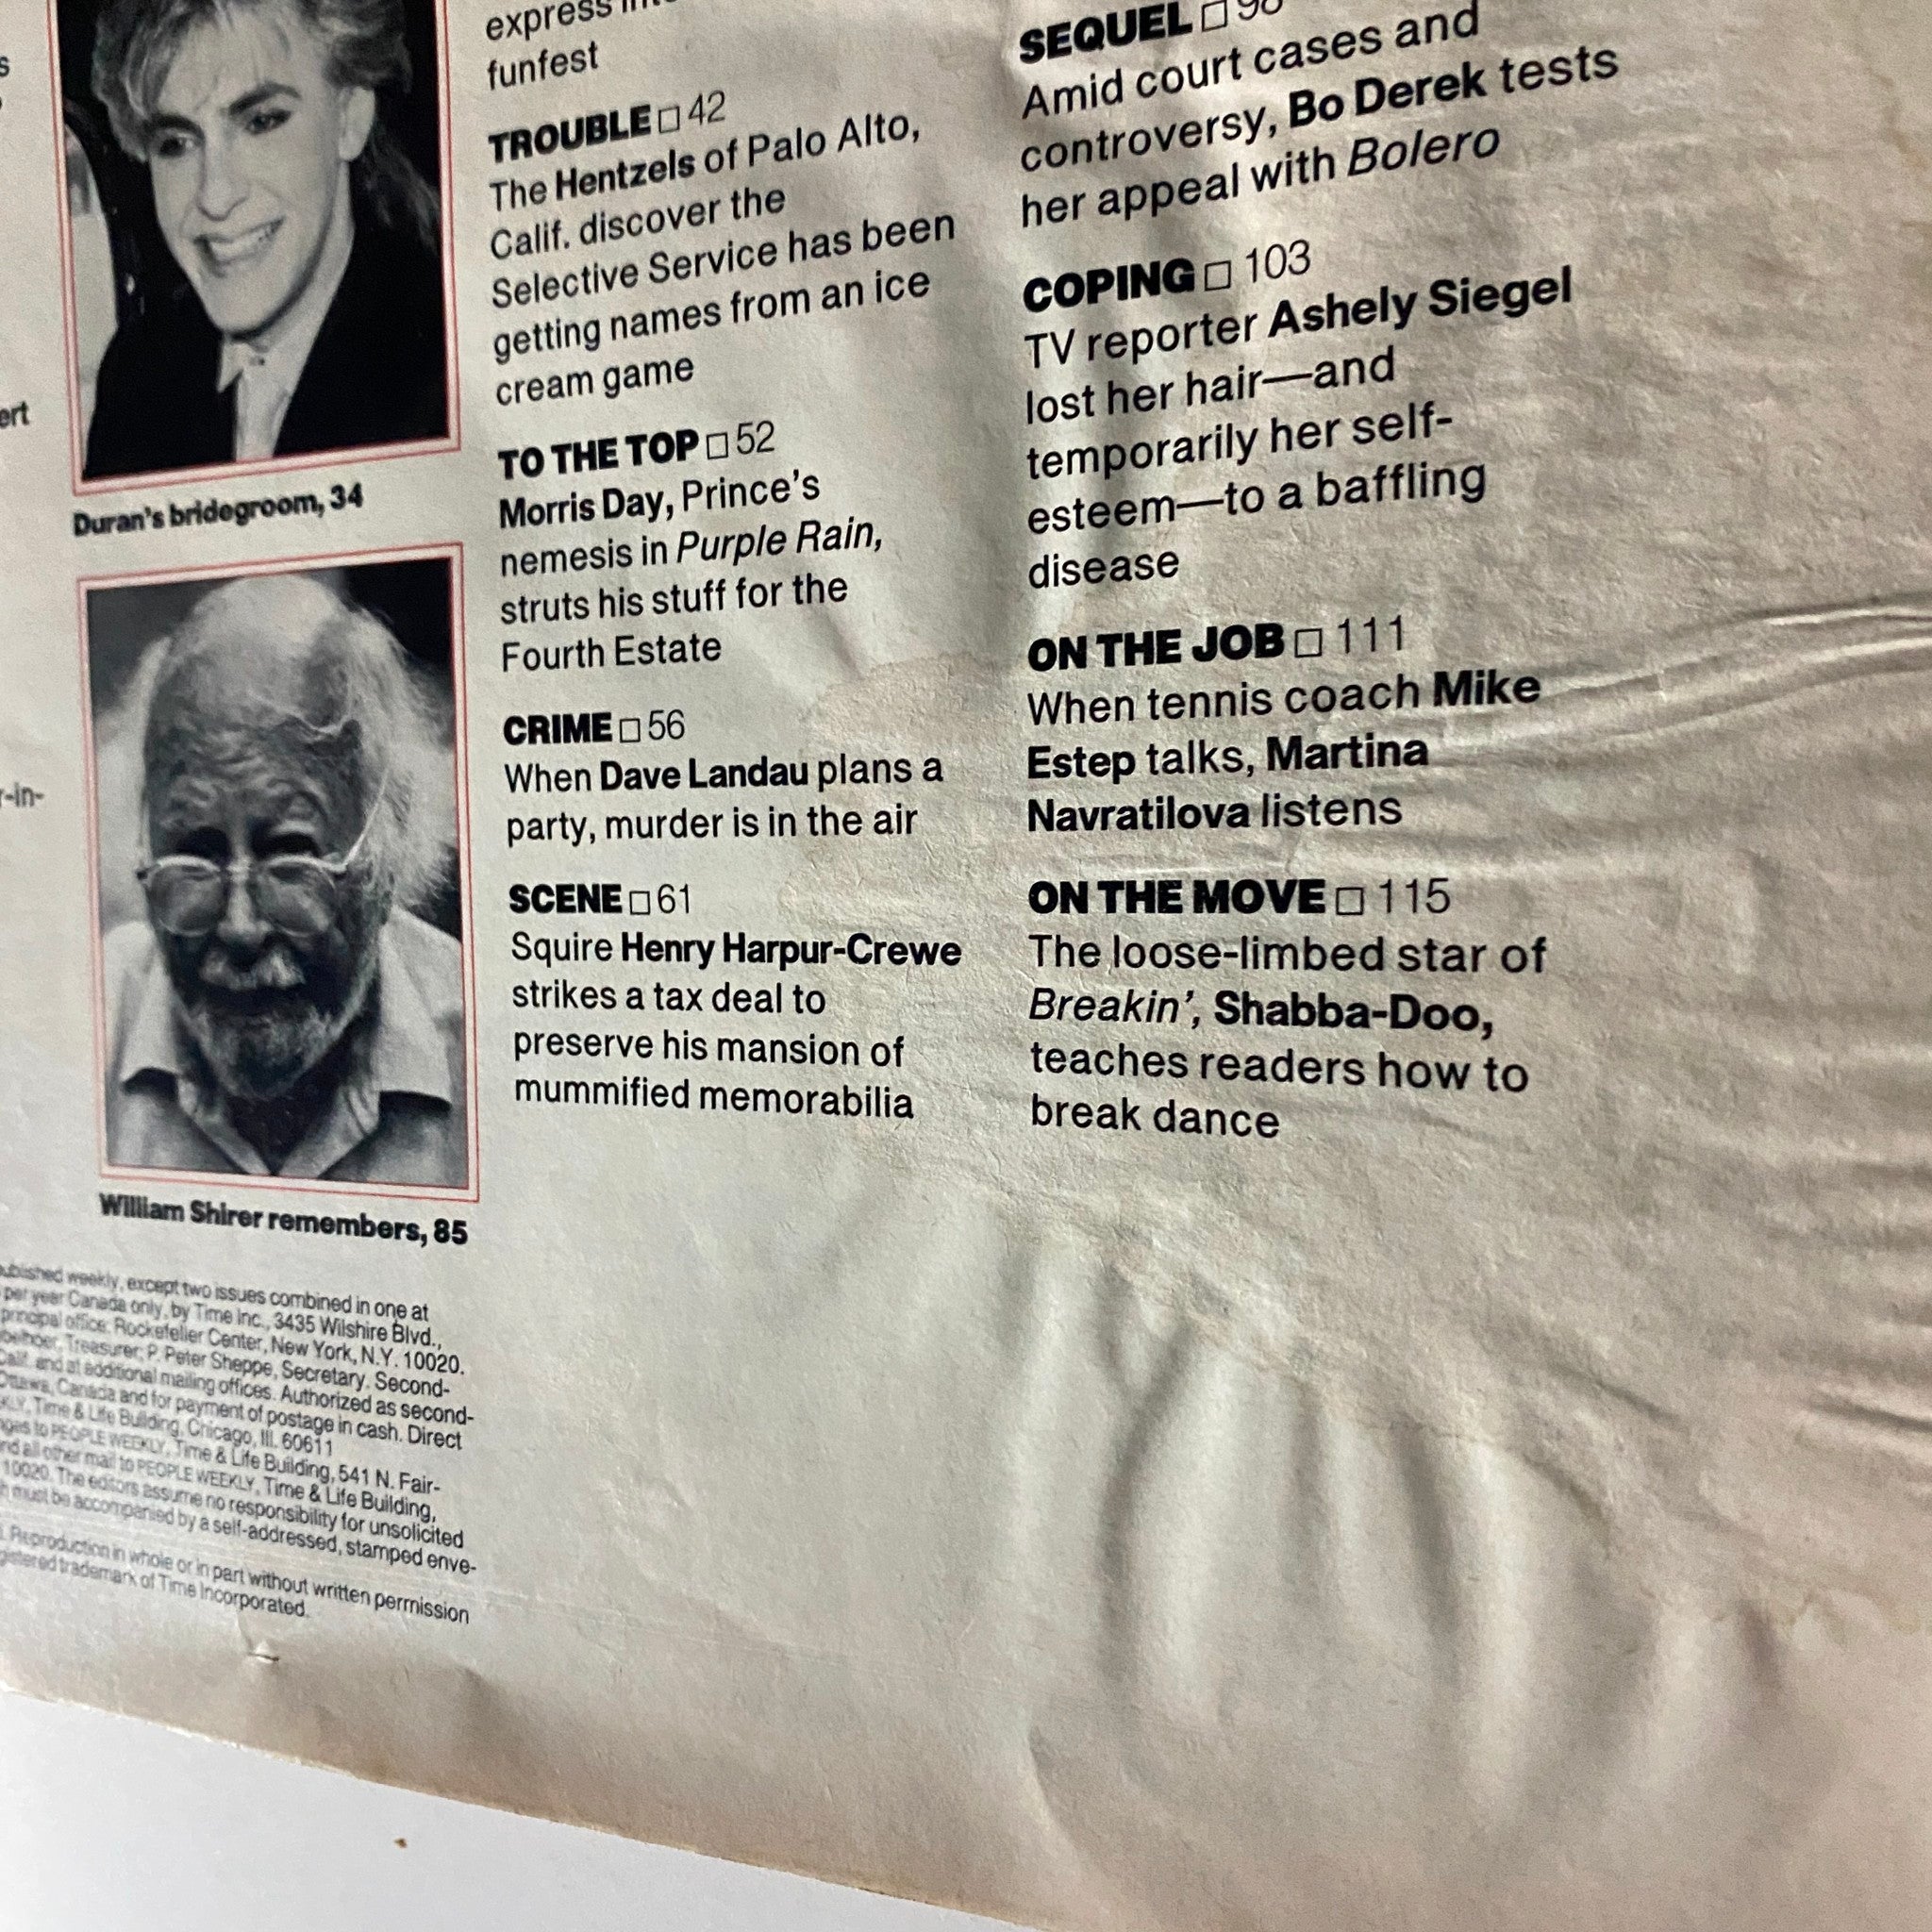 s
ert
r-in-
Duran's bridegroom, 34
William Shirer remembers, 85
published weekly, except two issues combined in one at
per year Canada only, by Time Inc., 3435 Wilshire Blvd.,
principal office: Rockefeller Center, New York, N.Y. 10020.
Treasurer; P. Peter Sheppe, Secretary. Second-
Calif. and at additional mailing offices. Authorized as second-
Ottawa, Canada and for payment of postage in cash. Direct
KLY, Time & Life Building, Chicago, Ill. 60611
nges to PEOPLE WEEKLY, Time & Life Building, 541 N. Fair-
nd all other mail to PEOPLE WEEKLY, Time & Life Building,
10020. The editors assume no responsibility for unsolicited
h must be accompanied by a self-addressed, stamped enve-
. Reproduction in whole or in part without written permission
gistered trademark of Time Incorporated.
express
funfest
TROUBLE □ 42
The Hentzels of Palo Alto,
Calif. discover the
Selective Service has been
getting names from an ice
cream game
TO THE TOP □ 52
Morris Day, Prince's
nemesis in Purple Rain,
struts his stuff for the
Fourth Estate
CRIME □ 56
When Dave Landau plans a
party, murder is in the air
SCENE □ 61
Squire Henry Harpur-Crewe
strikes a tax deal to
preserve his mansion of
mummified memorabilia
SEQUEL □
Amid court cases and
controversy, Bo Derek tests
her appeal with Bolero
COPING □ 103
TV reporter Ashely Siegel
lost her hair—and
temporarily her self-
esteem—to a baffling
disease
ON THE JOB □ 111
When tennis coach Mike
Estep talks, Martina
Navratilova listens
ON THE MOVE □ 115
The loose-limbed star of
Breakin', Shabba-Doo,
teaches readers how to
break dance